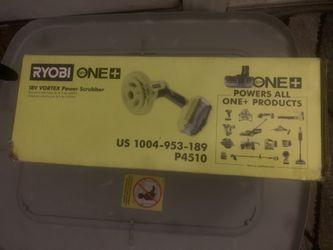 RYOBI
ONE+
18V VORTEX Power Scrubber
ONE+
POWERS ALL
ONE+ PRODUCTS
US 1004-953-189
P4510